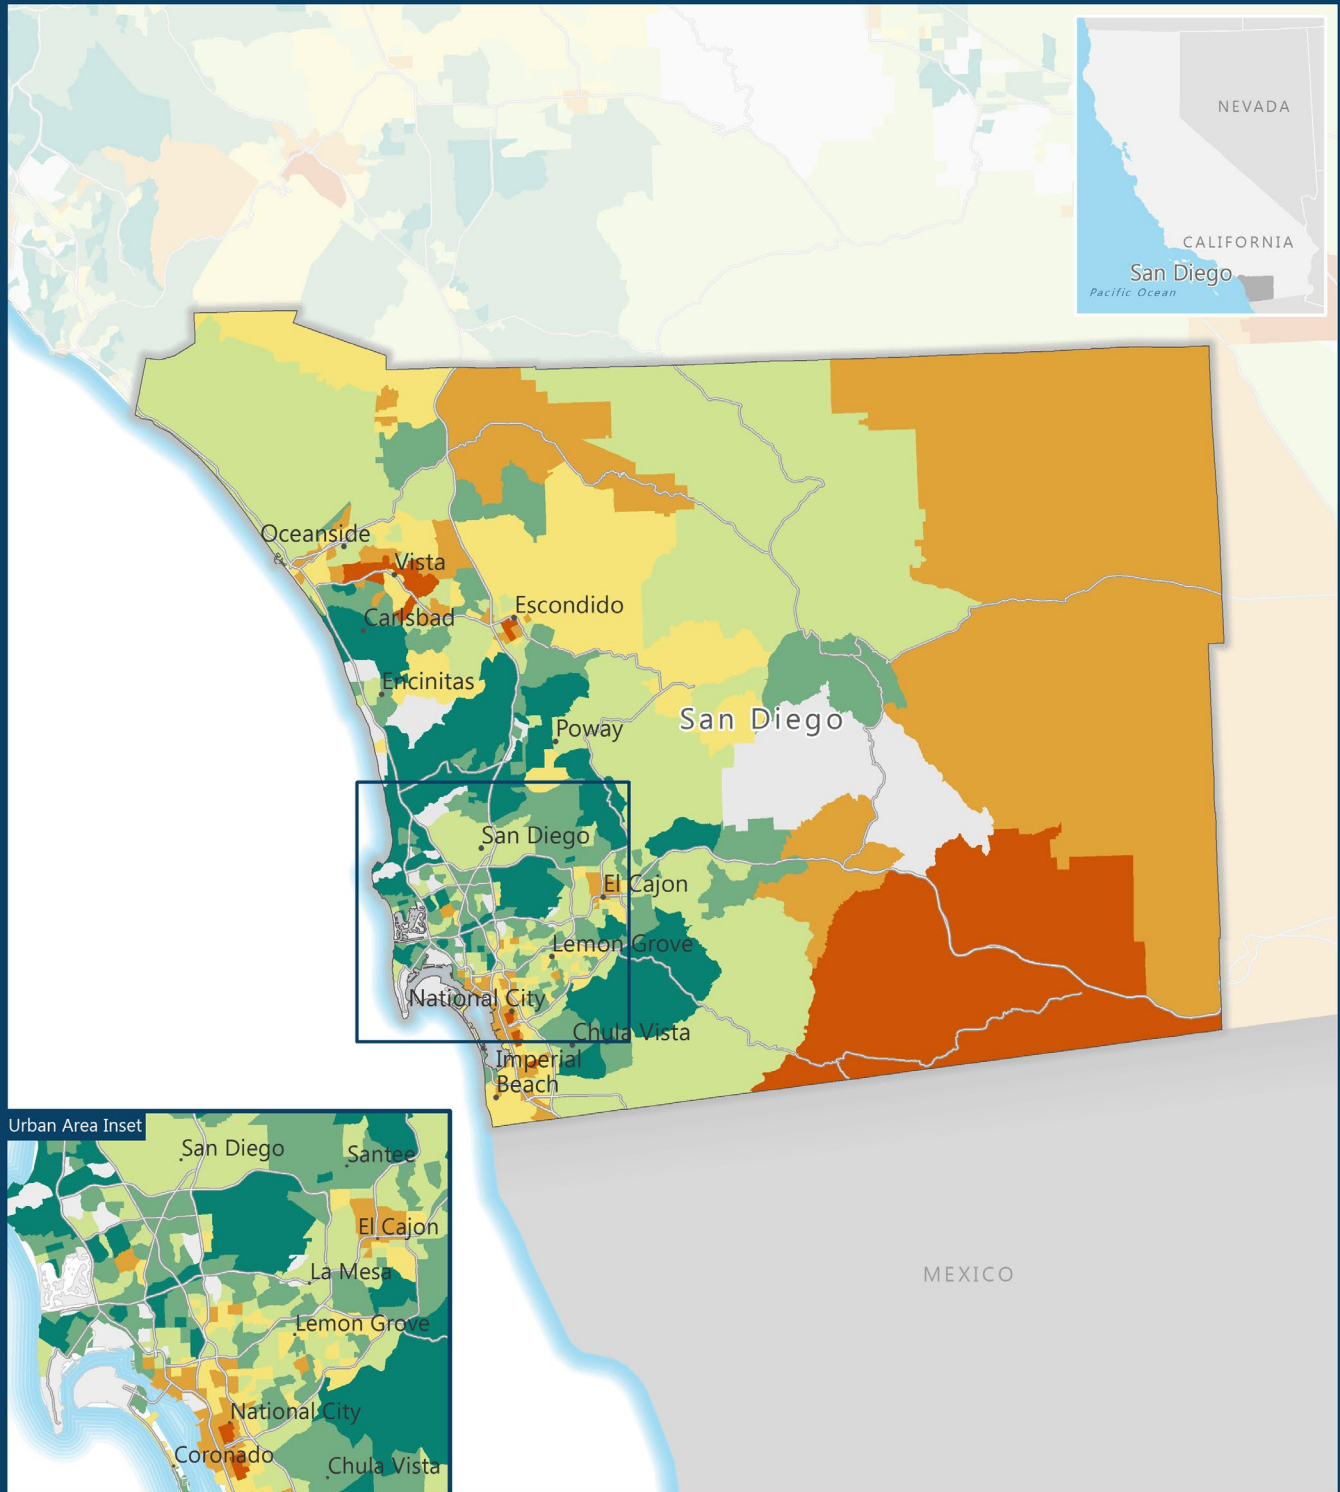 NEVADA
CALIFORNIA
San Diego
Pacific Ocean
Oceanside
Vista
Escondido
Carlsbad
Encinitas
San Diego
Poway
San Diego
El Cajon
Lemon Grove
National City
Chula Vista
Imperial
Beach
Urban Area Inset
San Diego
Santee
El Cajon
La Mesa
MEXICO
Lemon Grove
National City
Coronado
Chula Vista